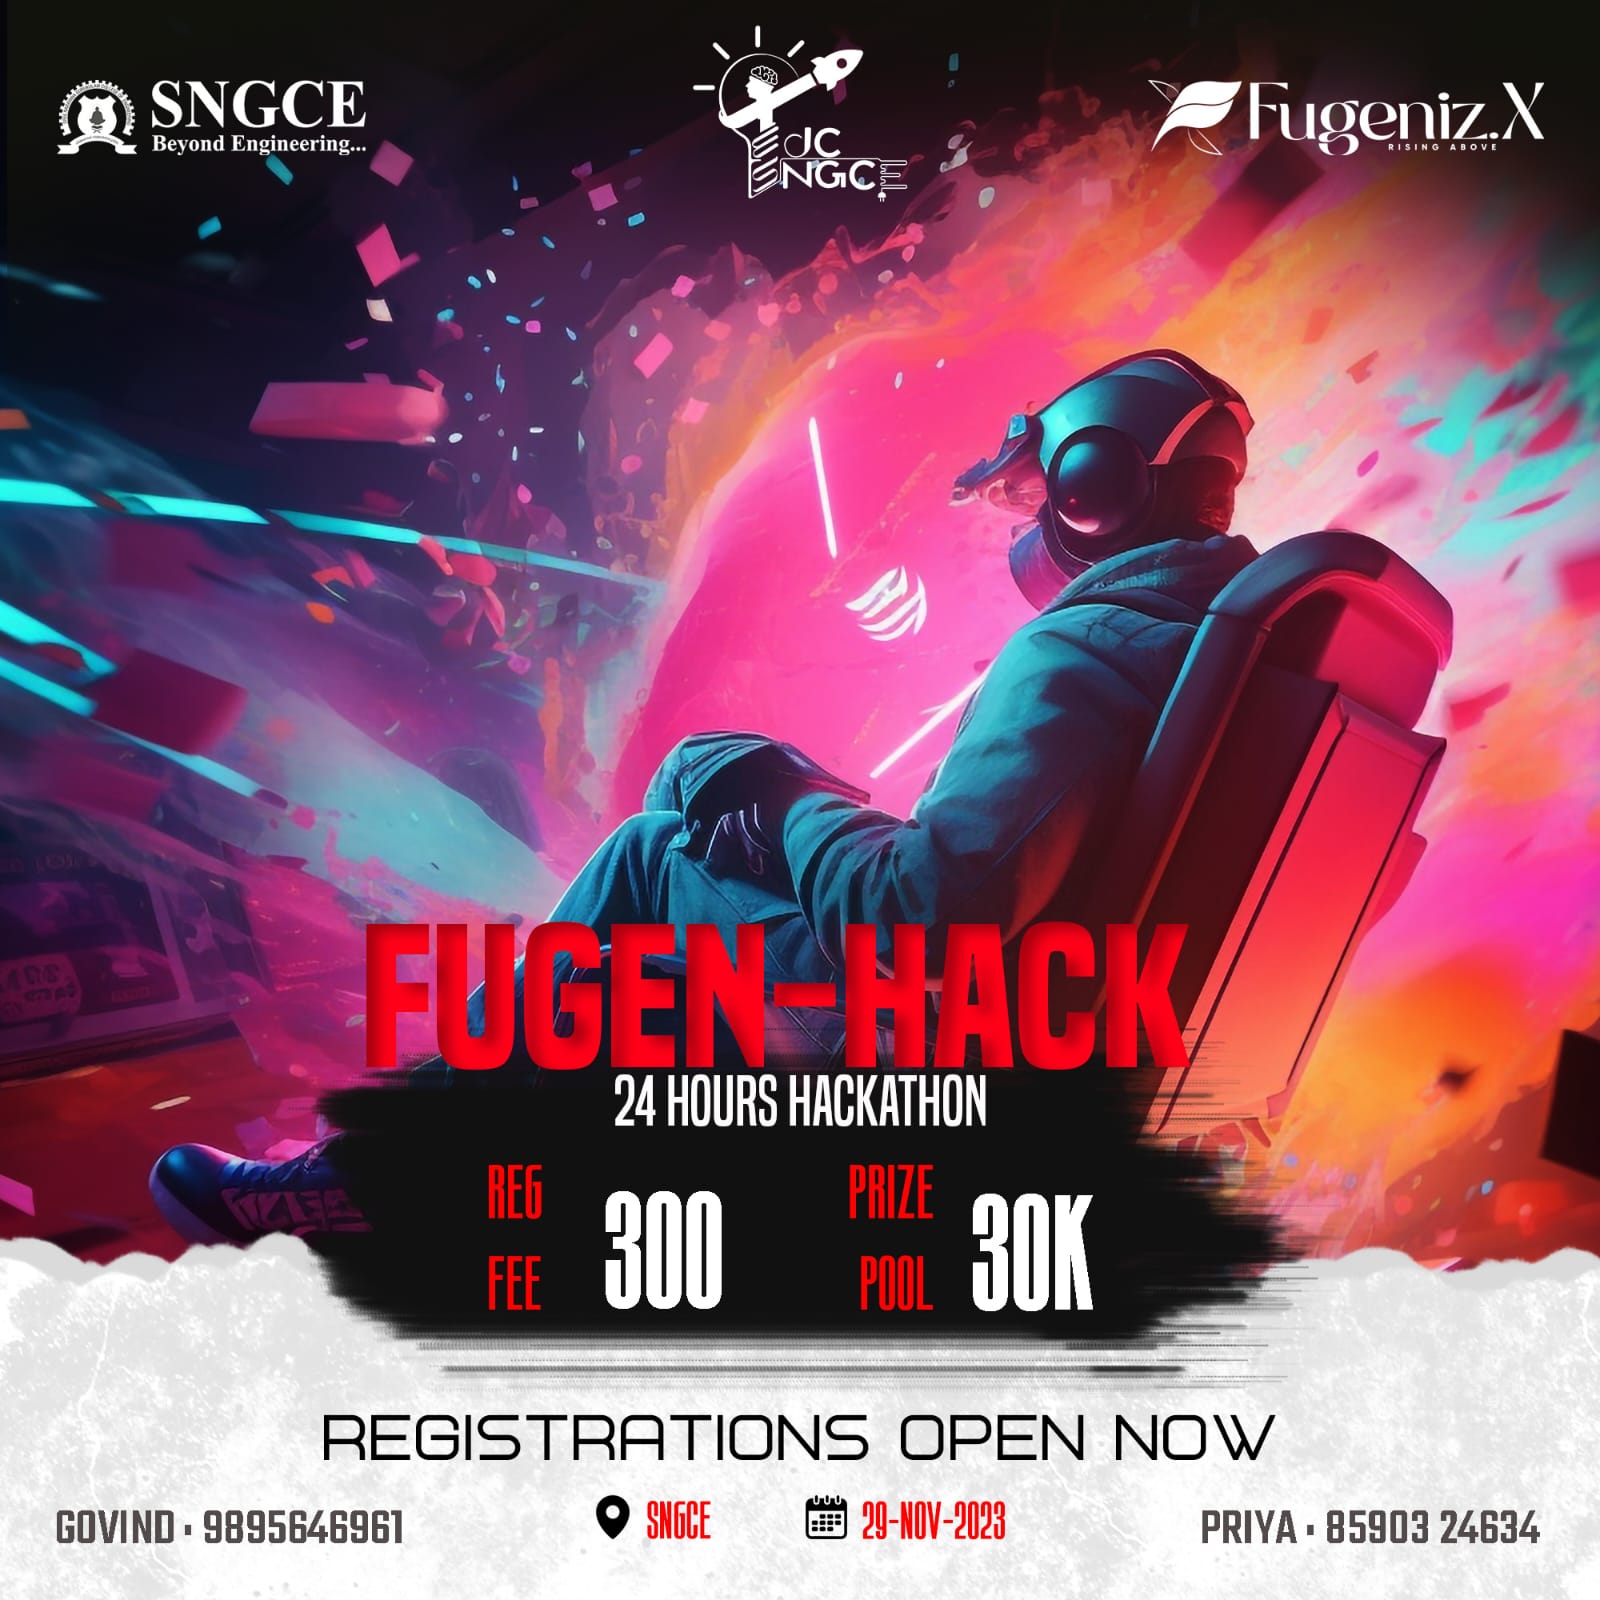 SNGCE
Beyond Engineering...
Fugeniz.X
RISING ABOVE
FUGEN-HACK
24 HOURS HACKATHON
REG FEE 300
PRIZE POOL 30K
REGISTRATIONS OPEN NOW
GOVIND · 9895646961
SNGCE
29-NOV-2023
PRIYA · 85903 24634